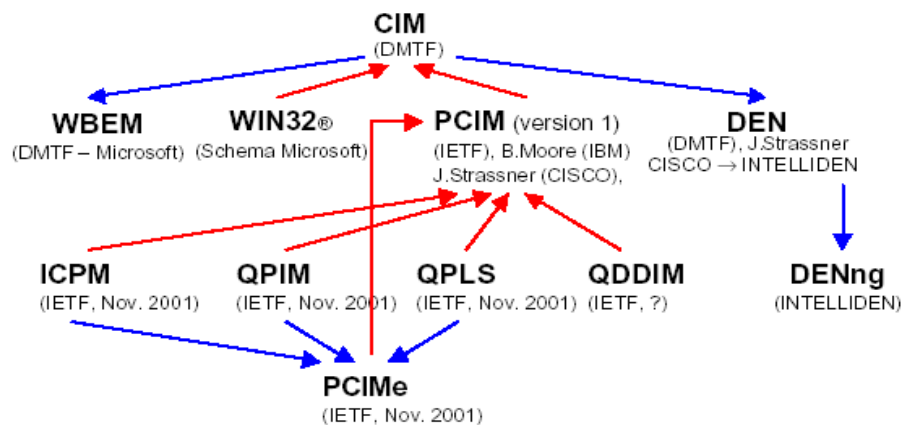 CIM
(DMTF)
WBEM
(DMTF – Microsoft)
WIN32®
(Schema Microsoft)
PCIM (version 1)
(IETF), B.Moore (IBM)
J.Strassner (CISCO),
DEN
(DMTF), J.Strassner
CISCO → INTELLIDEN
ICPM
(IETF, Nov. 2001)
QPIM
(IETF, Nov. 2001)
QPLS
(IETF, Nov. 2001)
QDDIM
(IETF, ?)
DENng
(INTELLIDEN)
PCIMe
(IETF, Nov. 2001)